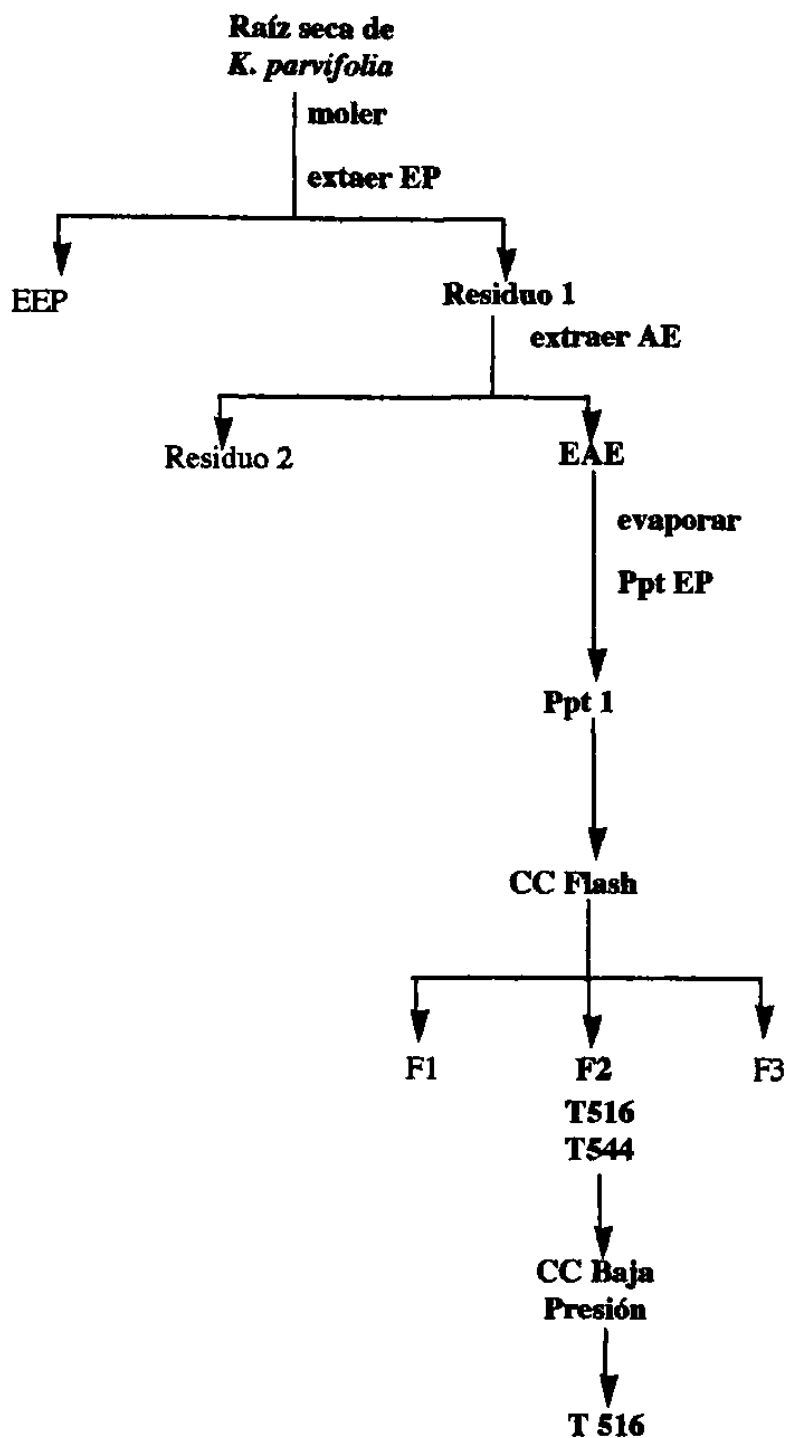 Raíz seca de
K. parvifolia
moler
extaer EP
EEP
Residuo 1
extraer AE
Residuo 2
EAE
evaporar
Ppt EP
Ppt 1
CC Flash
F1
F2
F3
T516
T544
CC Baja
Presión
T 516